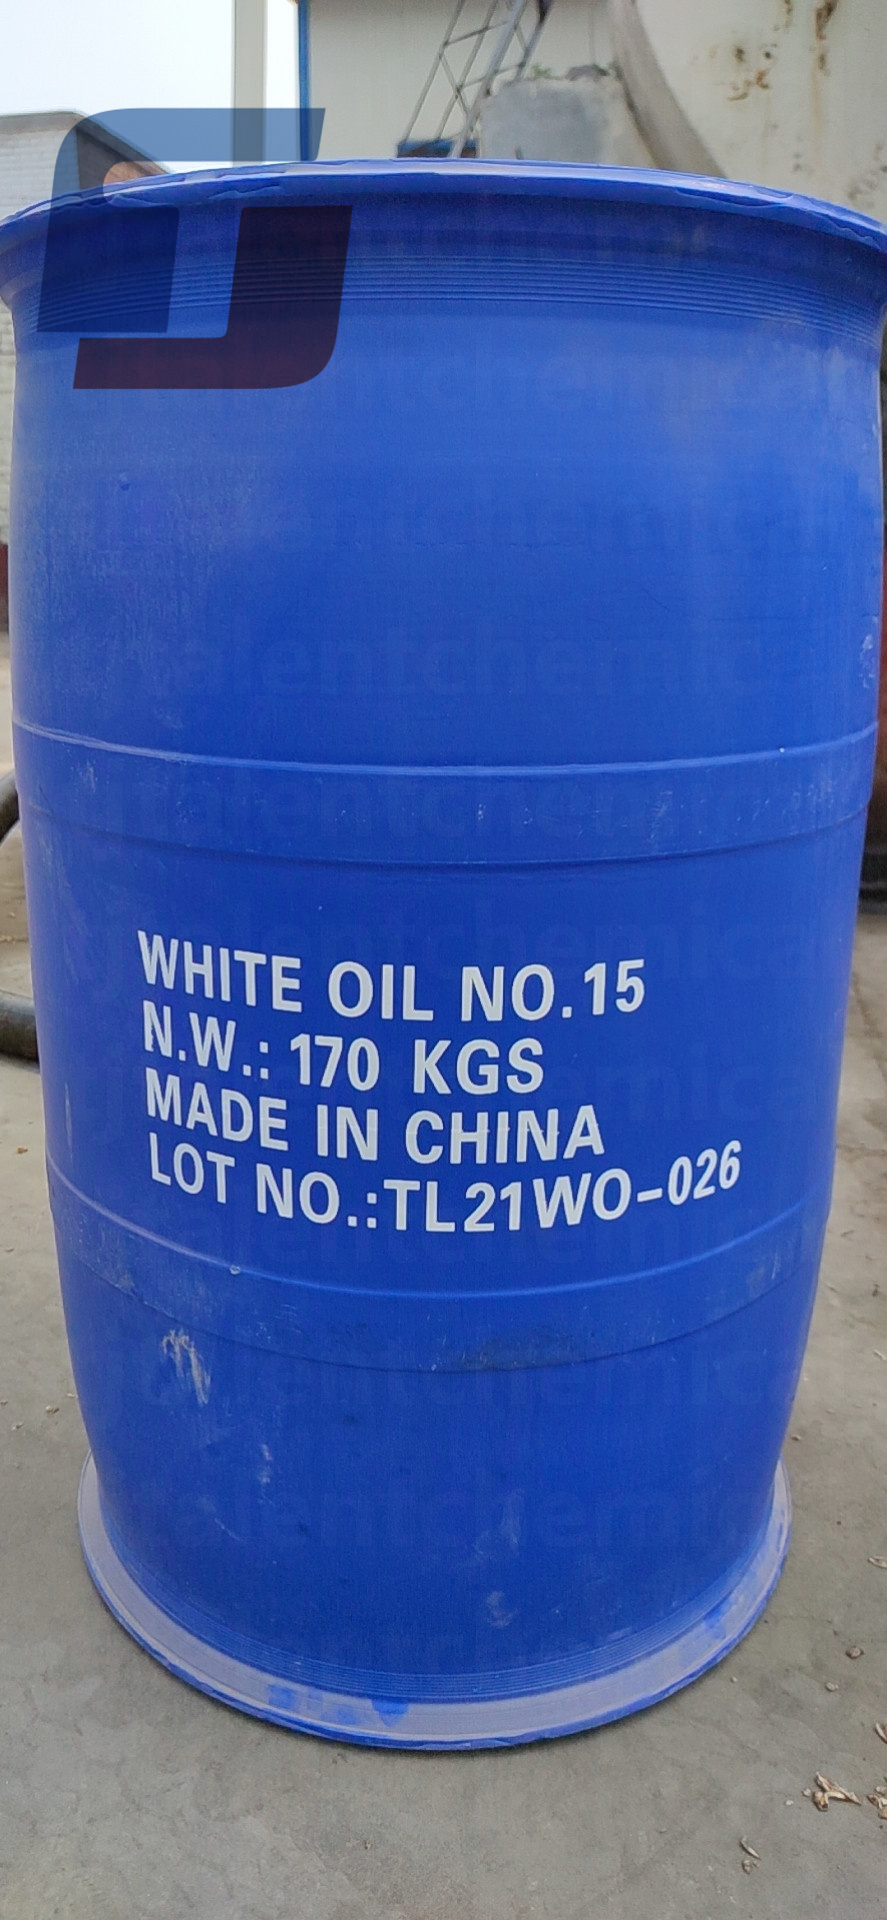 WHITE OIL NO.15
N.W.: 170 KGS
MADE IN CHINA
LOT NO.:TL21WO-026